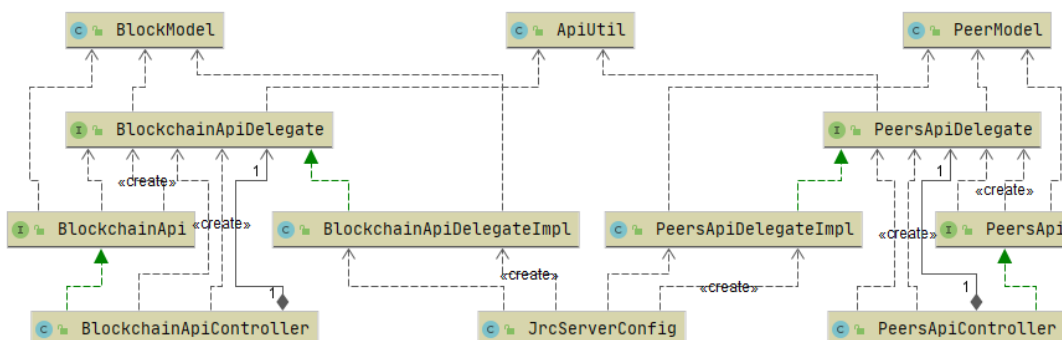 BlockModel
ApiUtil
PeerModel
BlockchainApiDelegate
PeersApiDelegate
1
1
«create»
«create»
«create»
«create»
BlockchainApi
BlockchainApiDelegateImpl
PeersApiDelegateImpl
PeersApi
«create»
«create»
1
1
BlockchainApiController
JrcServerConfig
PeersApiController